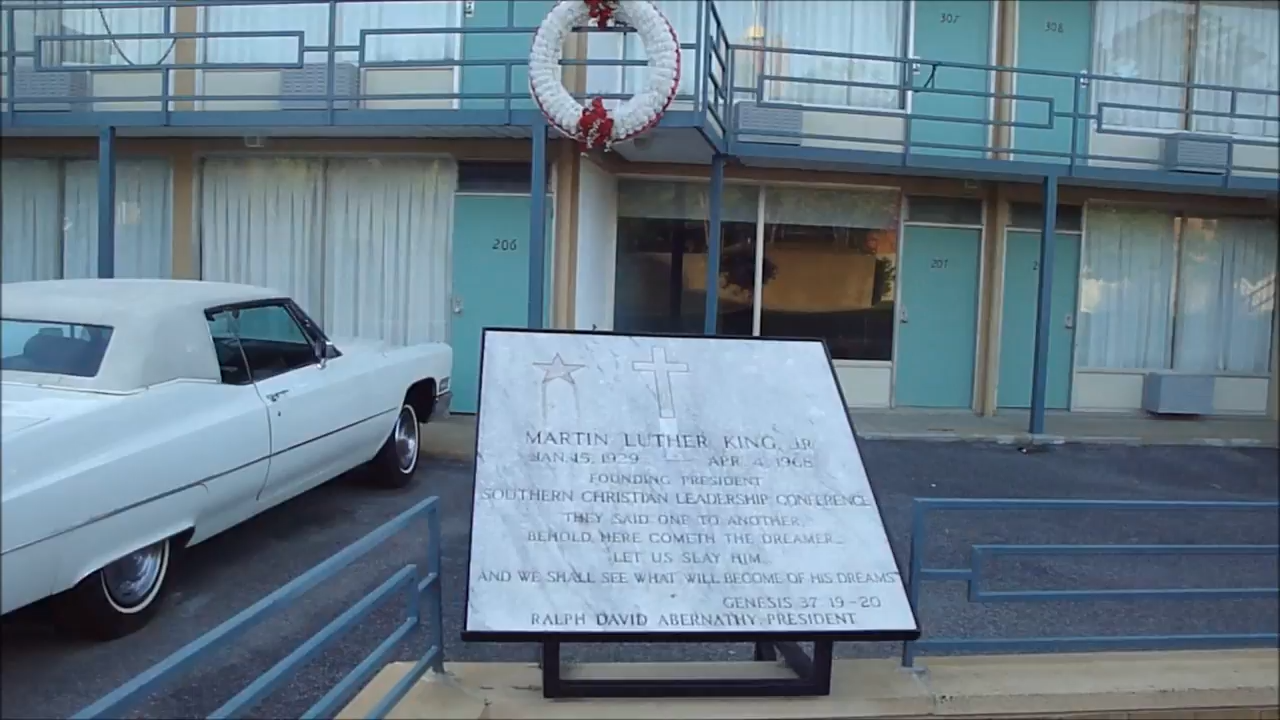 307
308
206
207
2
MARTIN LUTHER KING, JR
JAN. 15, 1929 — APR. 4, 1968
FOUNDING PRESIDENT
SOUTHERN CHRISTIAN LEADERSHIP CONFERENCE
THEY SAID ONE TO ANOTHER,
BEHOLD, HERE COMETH THE DREAMER...
LET US SLAY HIM...
AND WE SHALL SEE WHAT WILL BECOME OF HIS DREAMS"
GENESIS 37 19-20
RALPH DAVID ABERNATHY, PRESIDENT